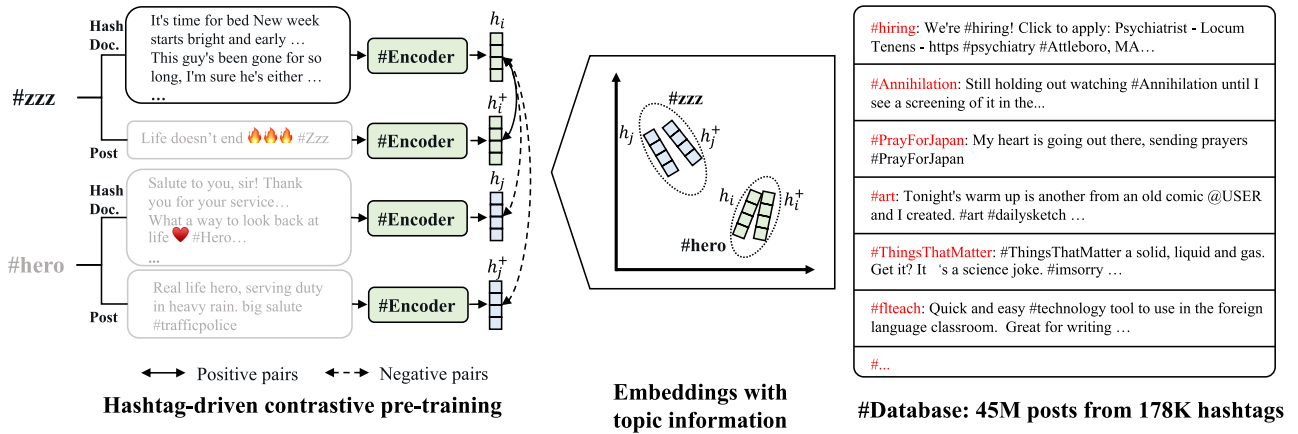 Hash
Doc.
It's time for bed New week
starts bright and early …
This guy's been gone for so
long, I'm sure he's either …
...
#Encoder
h_i
#zzz
Post
Life doesn't end 🔥🔥🔥 #Zzz
#Encoder
h_i^+
Hash
Doc.
Salute to you, sir! Thank
you for your service…
What a way to look back at
life ❤️ #Hero…
...
#Encoder
h_j
#hero
Post
Real life hero, serving duty
in heavy rain. big salute
#trafficpolice
#Encoder
h_j^+
Positive pairs
Negative pairs
Hashtag-driven contrastive pre-training
#zzz
h_j
h_j^+
h_i
h_i^+
#hero
Embeddings with
topic information
#hiring: We're #hiring! Click to apply: Psychiatrist - Locum
Tenens - https #psychiatry #Attleboro, MA…
#Annihilation: Still holding out watching #Annihilation until I
see a screening of it in the...
#PrayForJapan: My heart is going out there, sending prayers
#PrayForJapan
#art: Tonight's warm up is another from an old comic @USER
and I created. #art #dailysketch …
#ThingsThatMatter: #ThingsThatMatter a solid, liquid and gas.
Get it? It ‘s a science joke. #imsorry …
#flteach: Quick and easy #technology tool to use in the foreign
language classroom. Great for writing …
#...
#Database: 45M posts from 178K hashtags